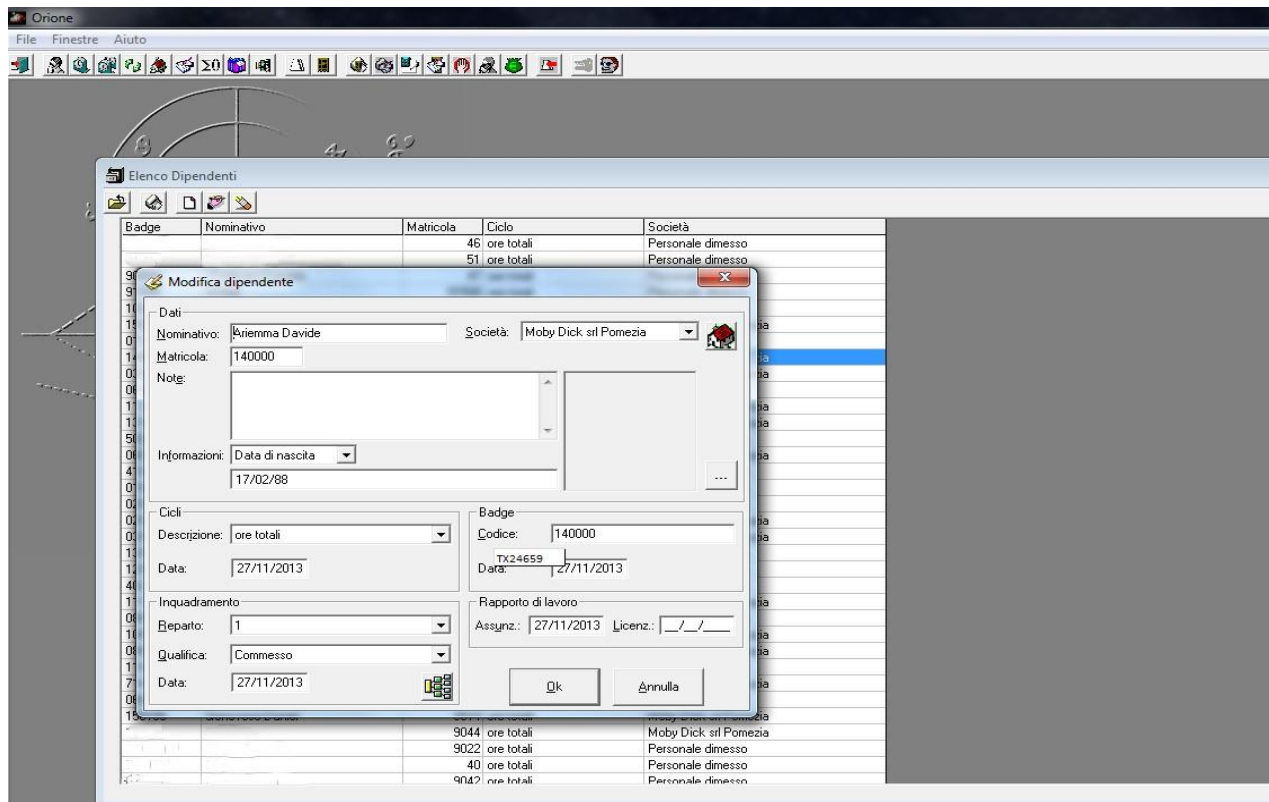 Orione
File Finestre Aiuto
Σ0
Elenco Dipendenti
Badge Nominativo Matricola Ciclo Società
46 ore totali Personale dimesso
51 ore totali Personale dimesso
Modifica dipendente
Dati
Nominativo: Ariemma Davide Società: Moby Dick srl Pomezia
Matricola: 140000
Note:
Informazioni: Data di nascita
17/02/88
...
Cicli
Descrizione: ore totali
Data: 27/11/2013
Badge
Codice: 140000
TX24659
Data: 27/11/2013
Inquadramento
Reparto: 1
Qualifica: Commesso
Data: 27/11/2013
Rapporto di lavoro
Assunz.: 27/11/2013 Licenz.: __/__/____
Ok Annulla
9044 ore totali Moby Dick srl Pomezia
9022 ore totali Personale dimesso
40 ore totali Personale dimesso
9042 ore totali Personale dimesso